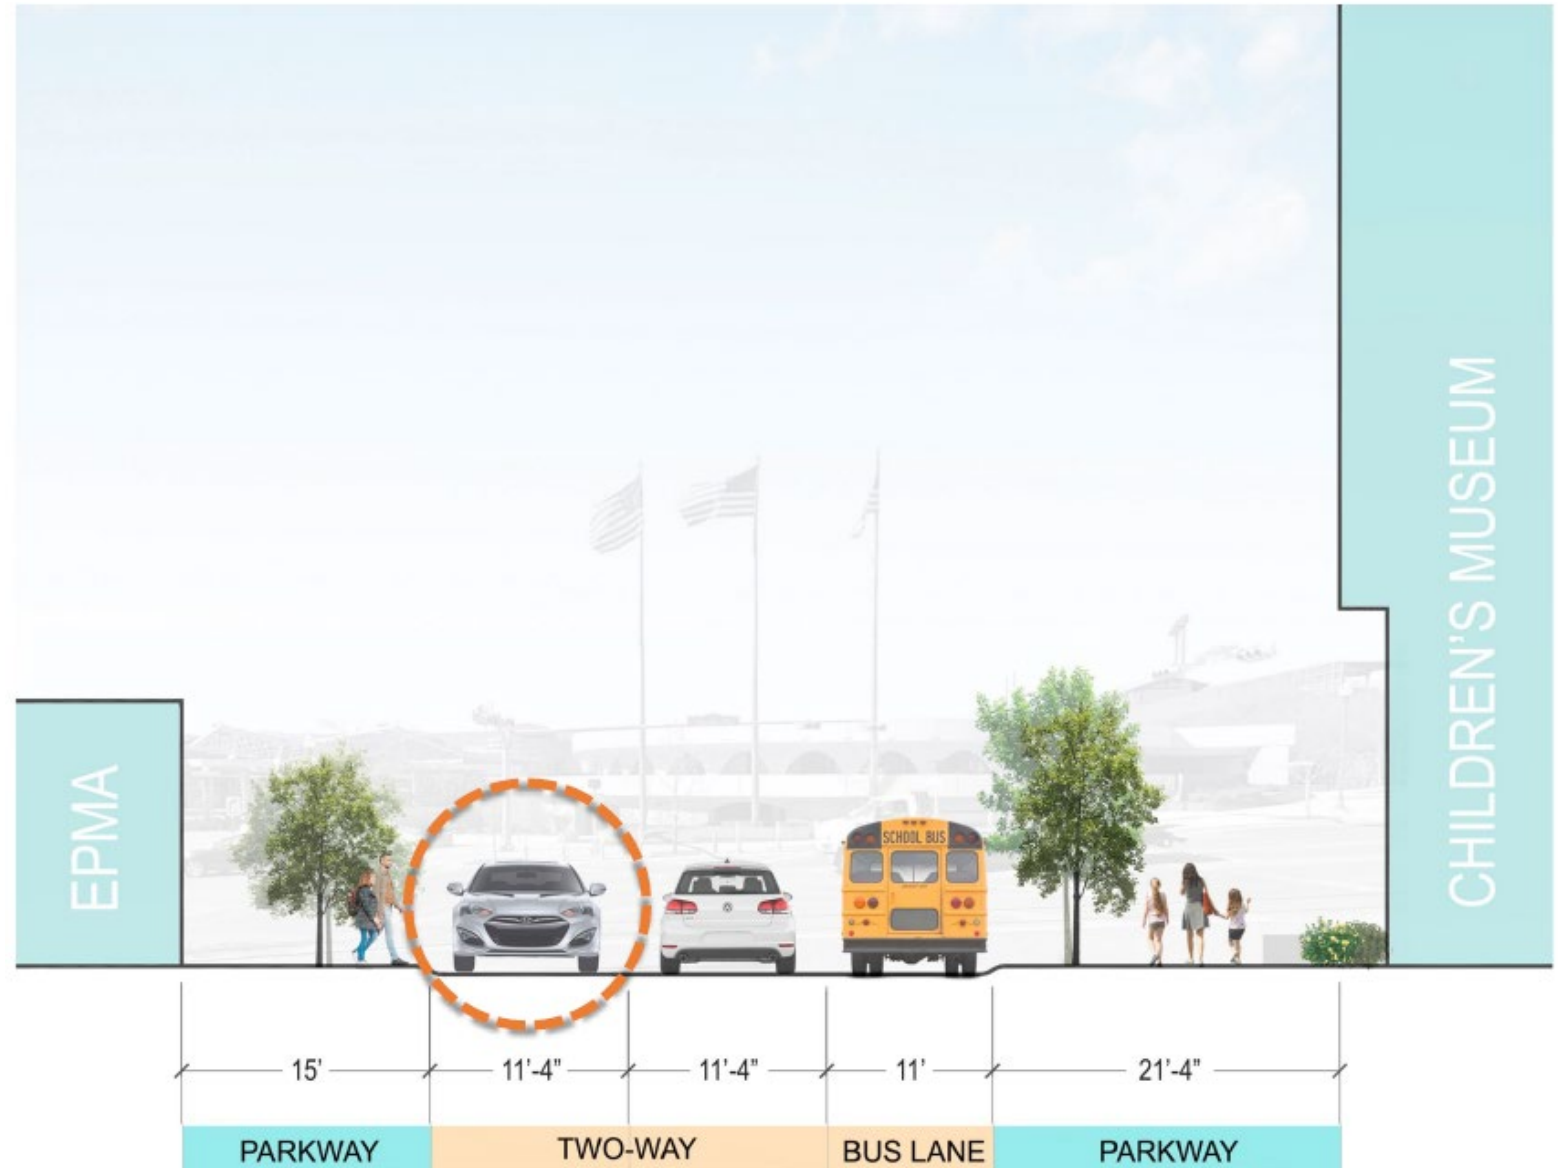 CHILDREN'S MUSEUM
EPMA
SCHOOL BUS
15’ 11’-4” 11’-4” 11’ 21’-4”
PARKWAY TWO-WAY BUS LANE PARKWAY